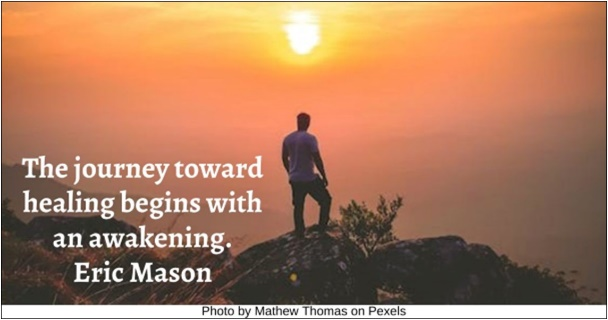 The journey toward
healing begins with
an awakening.
Eric Mason
Photo by Mathew Thomas on Pexels